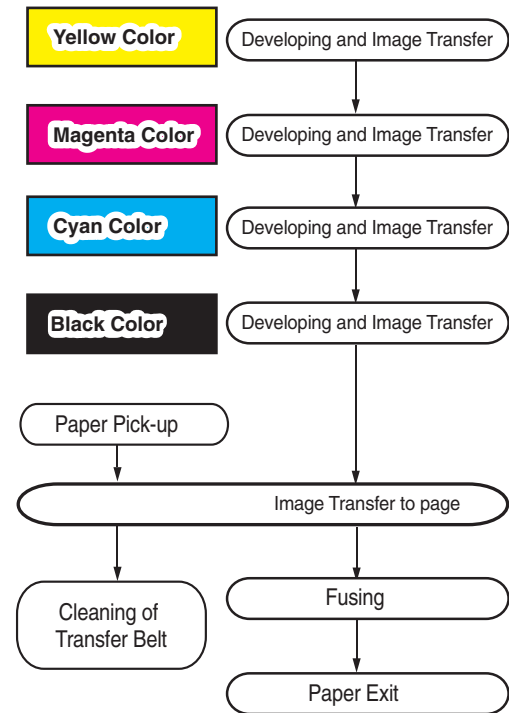 Yellow Color
Developing and Image Transfer
Magenta Color
Developing and Image Transfer
Cyan Color
Developing and Image Transfer
Black Color
Developing and Image Transfer
Paper Pick-up
Image Transfer to page
Cleaning of
Transfer Belt
Fusing
Paper Exit